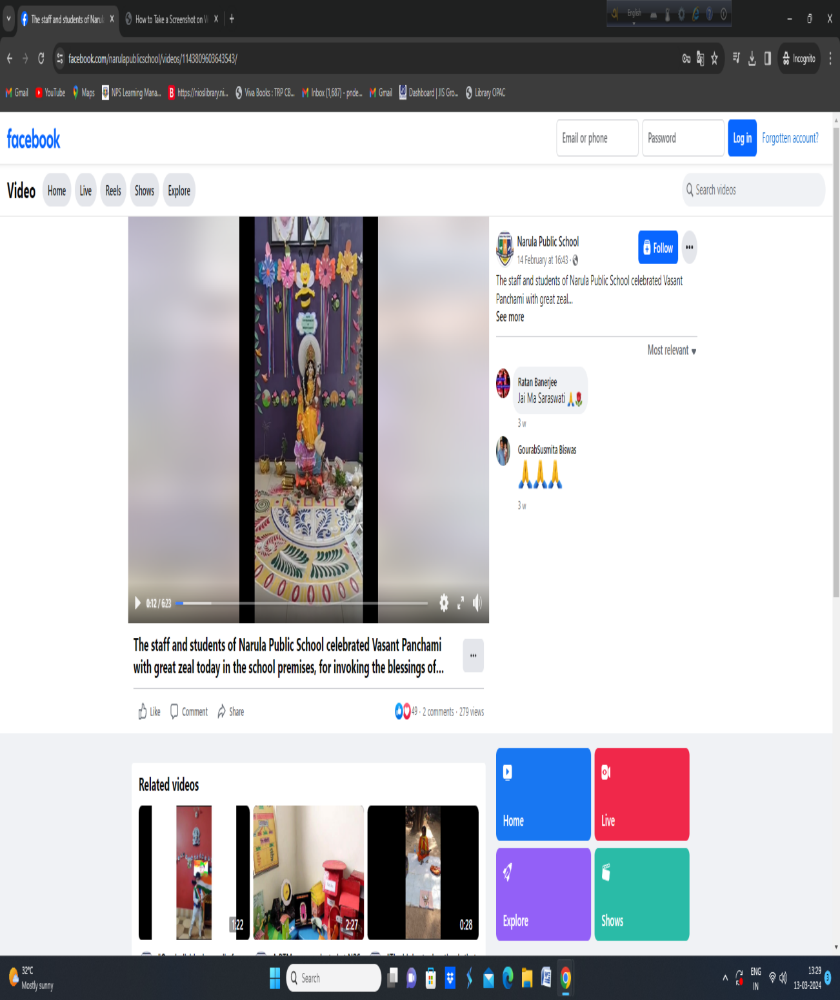 The staff and students of Narul
How to Take a Screenshot on
English
facebook.com/narulapublicschool/videos/1143809603643543/
Incognito
Gmail
YouTube
Maps
NPS Learning Mana...
https://nioslibrary.ni...
Viva Books : TRP CB...
Inbox (1,687) - pnde...
Gmail
Dashboard | JIS Gro...
Library OPAC
facebook
Email or phone
Password
Log in
Forgotten account?
Video
Home
Live
Reels
Shows
Explore
Search videos
0:12 / 6:23
Narula Public School
14 February at 16:43 ·
Follow
The staff and students of Narula Public School celebrated Vasant
Panchami with great zeal...
See more
Most relevant
Ratan Banerjee
Jai Ma Saraswati 🙏🌹
3 w
GourabSusmita Biswas
🙏🙏🙏
3 w
The staff and students of Narula Public School celebrated Vasant Panchami
with great zeal today in the school premises, for invoking the blessings of...
Like
Comment
Share
49 · 2 comments · 279 views
Related videos
1:22
2:27
0:28
Home
Live
Explore
Shows
32°C
Mostly sunny
Search
ENG
IN
13:29
13-03-2024
3